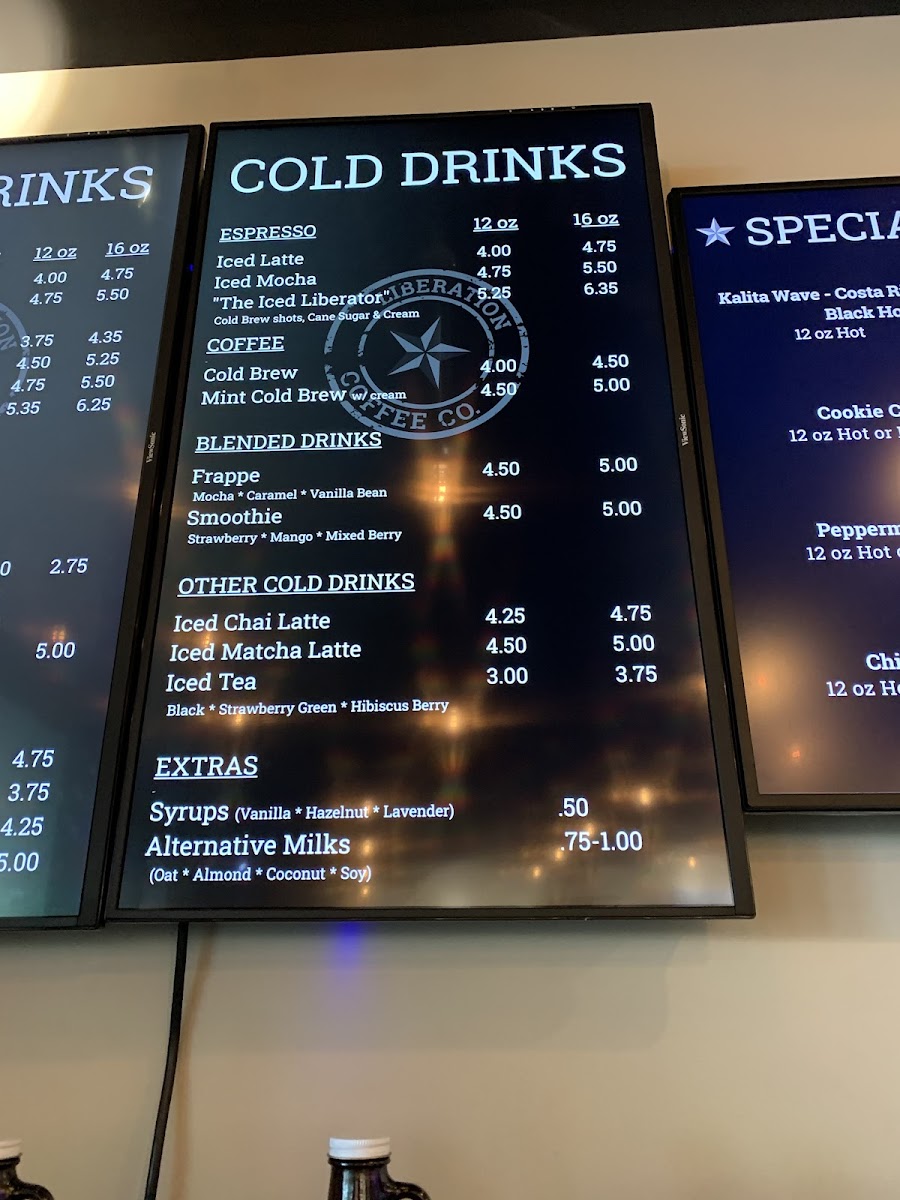 RINKS
12 oz 16 oz
4.00 4.75
4.75 5.50
3.75 4.35
4.50 5.25
4.75 5.50
5.35 6.25
0 2.75
5.00
4.75
3.75
4.25
5.00
ViewSonic
COLD DRINKS
ESPRESSO 12 oz 16 oz
Iced Latte 4.00 4.75
Iced Mocha 4.75 5.50
"The Iced Liberator" 5.25 6.35
Cold Brew shots, Cane Sugar & Cream
LIBERATION
COFFEE CO.
COFFEE
Cold Brew 4.00 4.50
Mint Cold Brew w/ cream 4.50 5.00
BLENDED DRINKS
Frappe 4.50 5.00
Mocha * Caramel * Vanilla Bean
Smoothie 4.50 5.00
Strawberry * Mango * Mixed Berry
OTHER COLD DRINKS
Iced Chai Latte 4.25 4.75
Iced Matcha Latte 4.50 5.00
Iced Tea 3.00 3.75
Black * Strawberry Green * Hibiscus Berry
EXTRAS
Syrups (Vanilla * Hazelnut * Lavender) .50
Alternative Milks .75-1.00
(Oat * Almond * Coconut * Soy)
ViewSonic
SPECIA
Kalita Wave - Costa Ri
Black Ho
12 oz Hot
Cookie C
12 oz Hot or
Pepperm
12 oz Hot
Chi
12 oz Ho